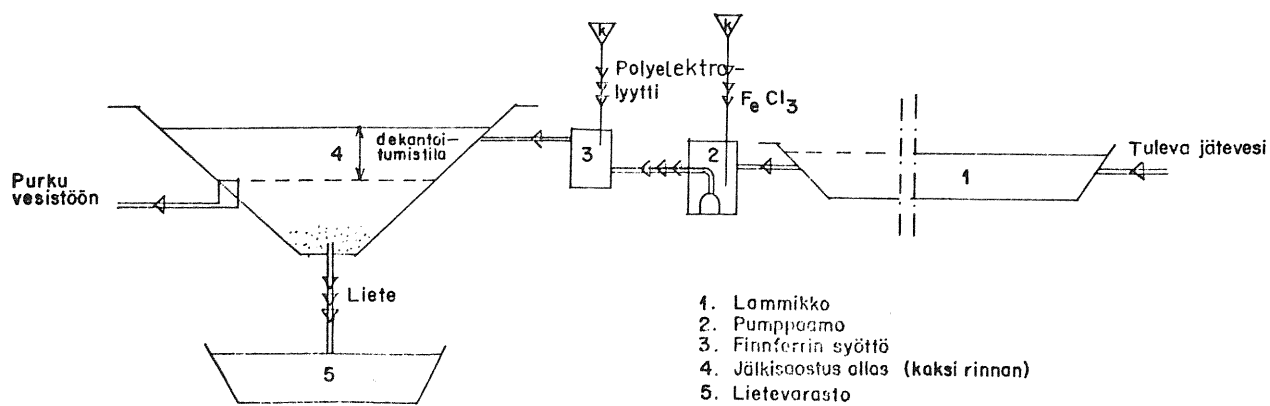 k
k
Polyelektro-
lyytti
FeCl3
dekantoi-
tumistila
4
3
2
1
Tuleva jätevesi
Purku
vesistöön
Liete
5
1. Lammikko
2. Pumppaamo
3. Finnferrin syöttö
4. Jälkisaostus allas (kaksi rinnan)
5. Lietevarasto